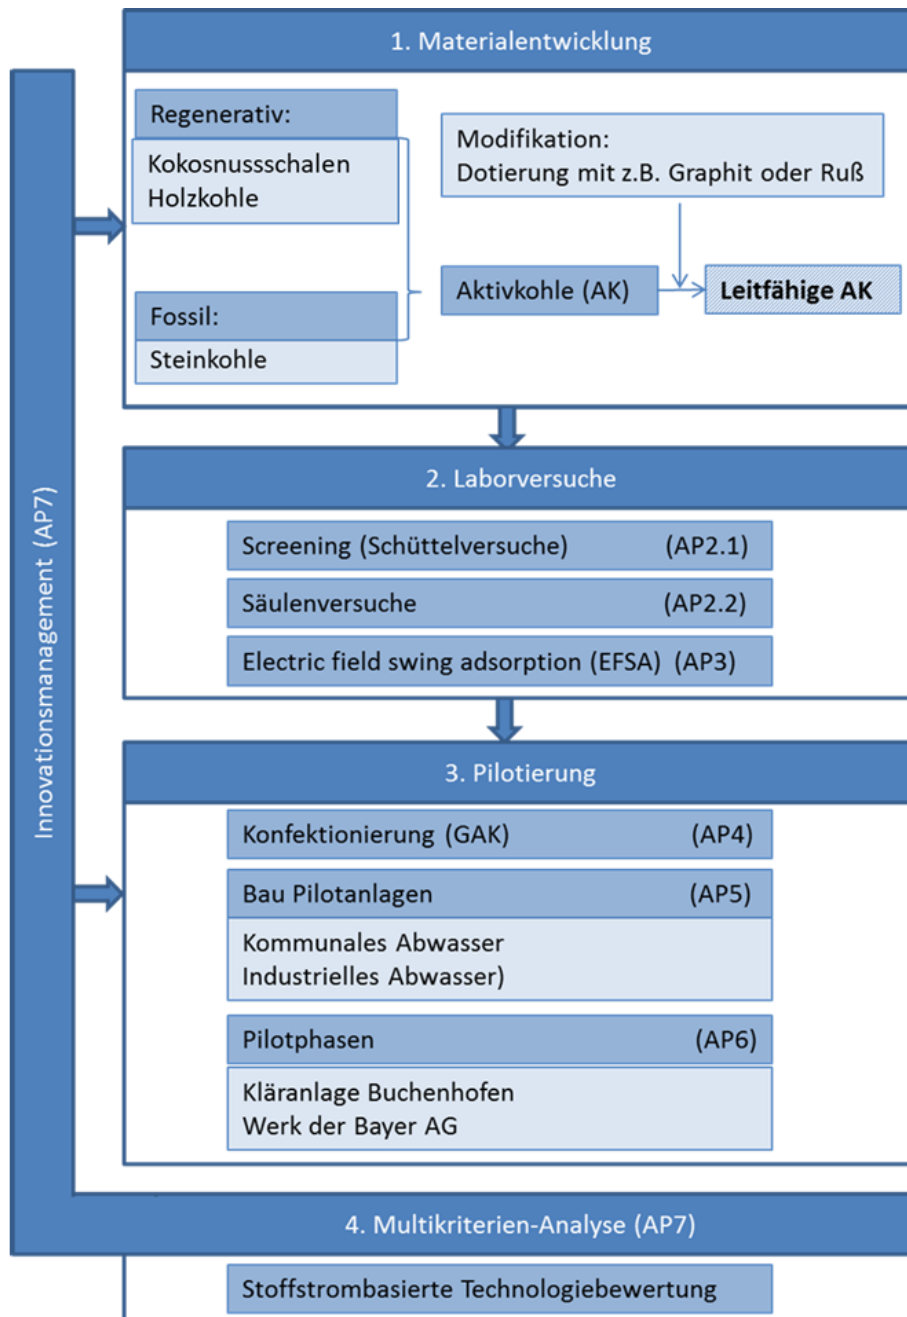 1. Materialentwicklung
Regenerativ:
Kokosnussschalen
Holzkohle
Fossil:
Steinkohle
Modifikation:
Dotierung mit z.B. Graphit oder Ruß
Aktivkohle (AK)
Leitfähige AK
Innovationsmanagement (AP7)
2. Laborversuche
Screening (Schüttelversuche) (AP2.1)
Säulenversuche (AP2.2)
Electric field swing adsorption (EFSA) (AP3)
3. Pilotierung
Konfektionierung (GAK) (AP4)
Bau Pilotanlagen (AP5)
Kommunales Abwasser
Industrielles Abwasser)
Pilotphasen (AP6)
Kläranlage Buchenhofen
Werk der Bayer AG
4. Multikriterien-Analyse (AP7)
Stoffstrombasierte Technologiebewertung